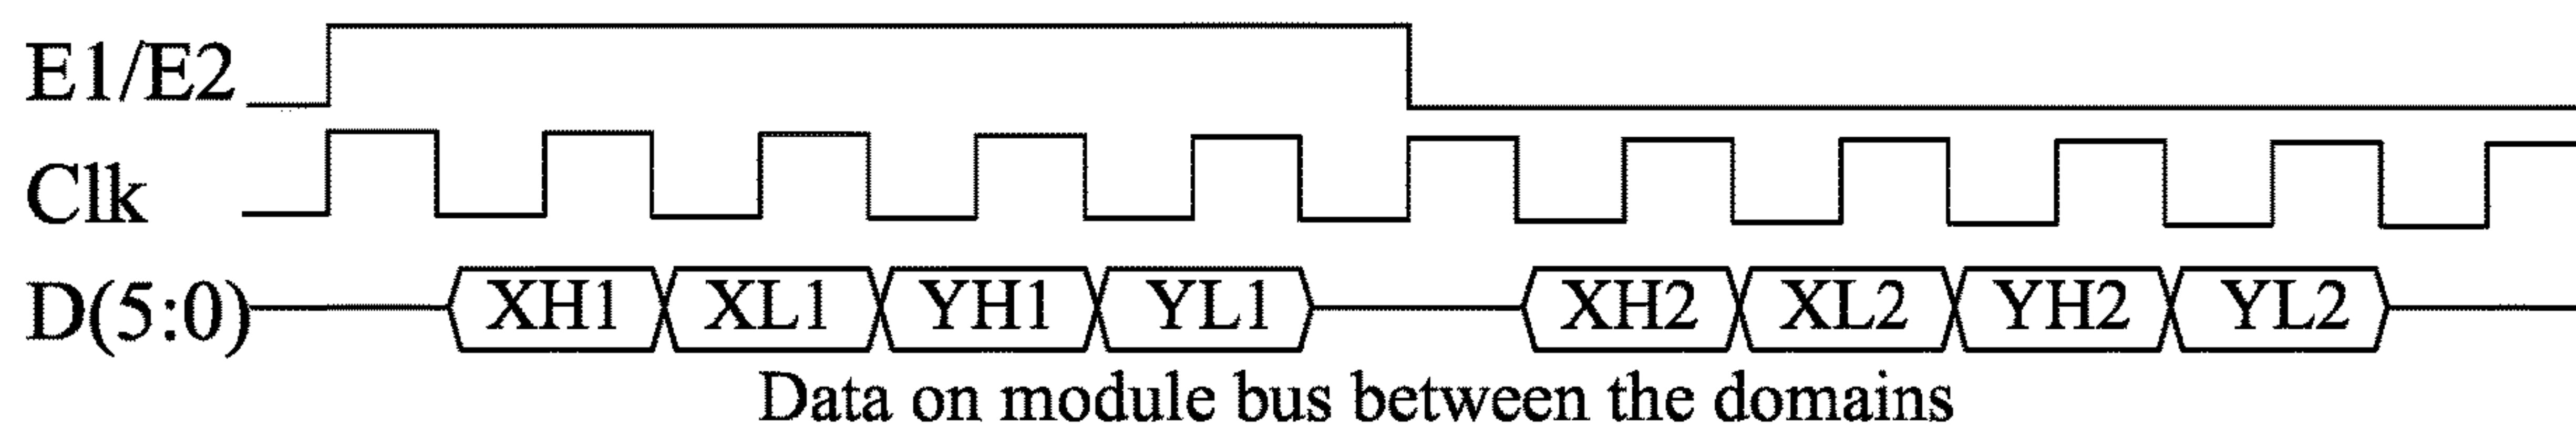 E1/E2
Clk
D(5:0) XH1 XL1 YH1 YL1 XH2 XL2 YH2 YL2
Data on module bus between the domains